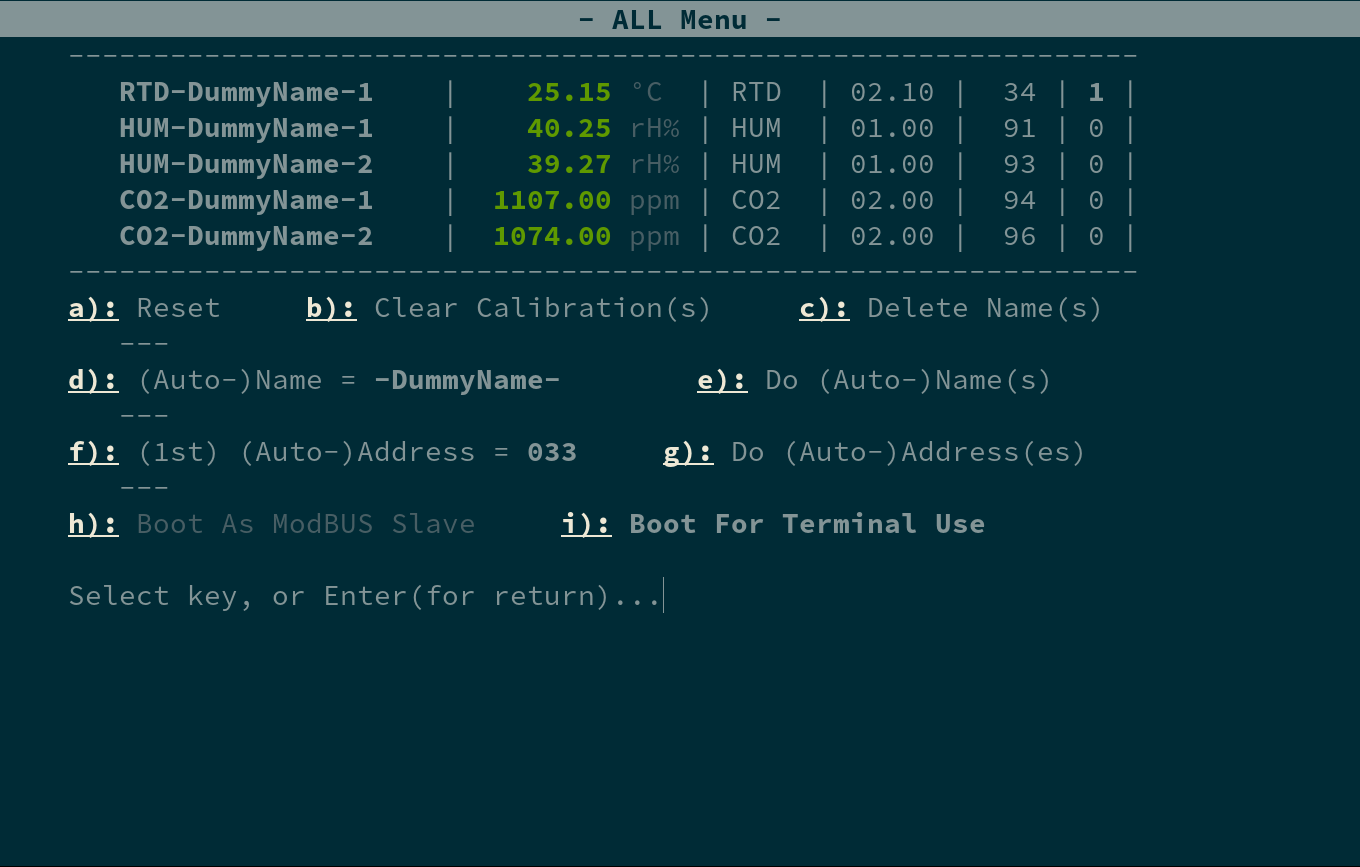 - ALL Menu -
---------------------------------------------------------------
RTD-DummyName-1 | 25.15 °C | RTD | 02.10 | 34 | 1 |
HUM-DummyName-1 | 40.25 rH% | HUM | 01.00 | 91 | 0 |
HUM-DummyName-2 | 39.27 rH% | HUM | 01.00 | 93 | 0 |
CO2-DummyName-1 | 1107.00 ppm | CO2 | 02.00 | 94 | 0 |
CO2-DummyName-2 | 1074.00 ppm | CO2 | 02.00 | 96 | 0 |
---------------------------------------------------------------
a): Reset b): Clear Calibration(s) c): Delete Name(s)
---
d): (Auto-)Name = -DummyName- e): Do (Auto-)Name(s)
---
f): (1st) (Auto-)Address = 033 g): Do (Auto-)Address(es)
---
h): Boot As ModBUS Slave i): Boot For Terminal Use
Select key, or Enter(for return)...